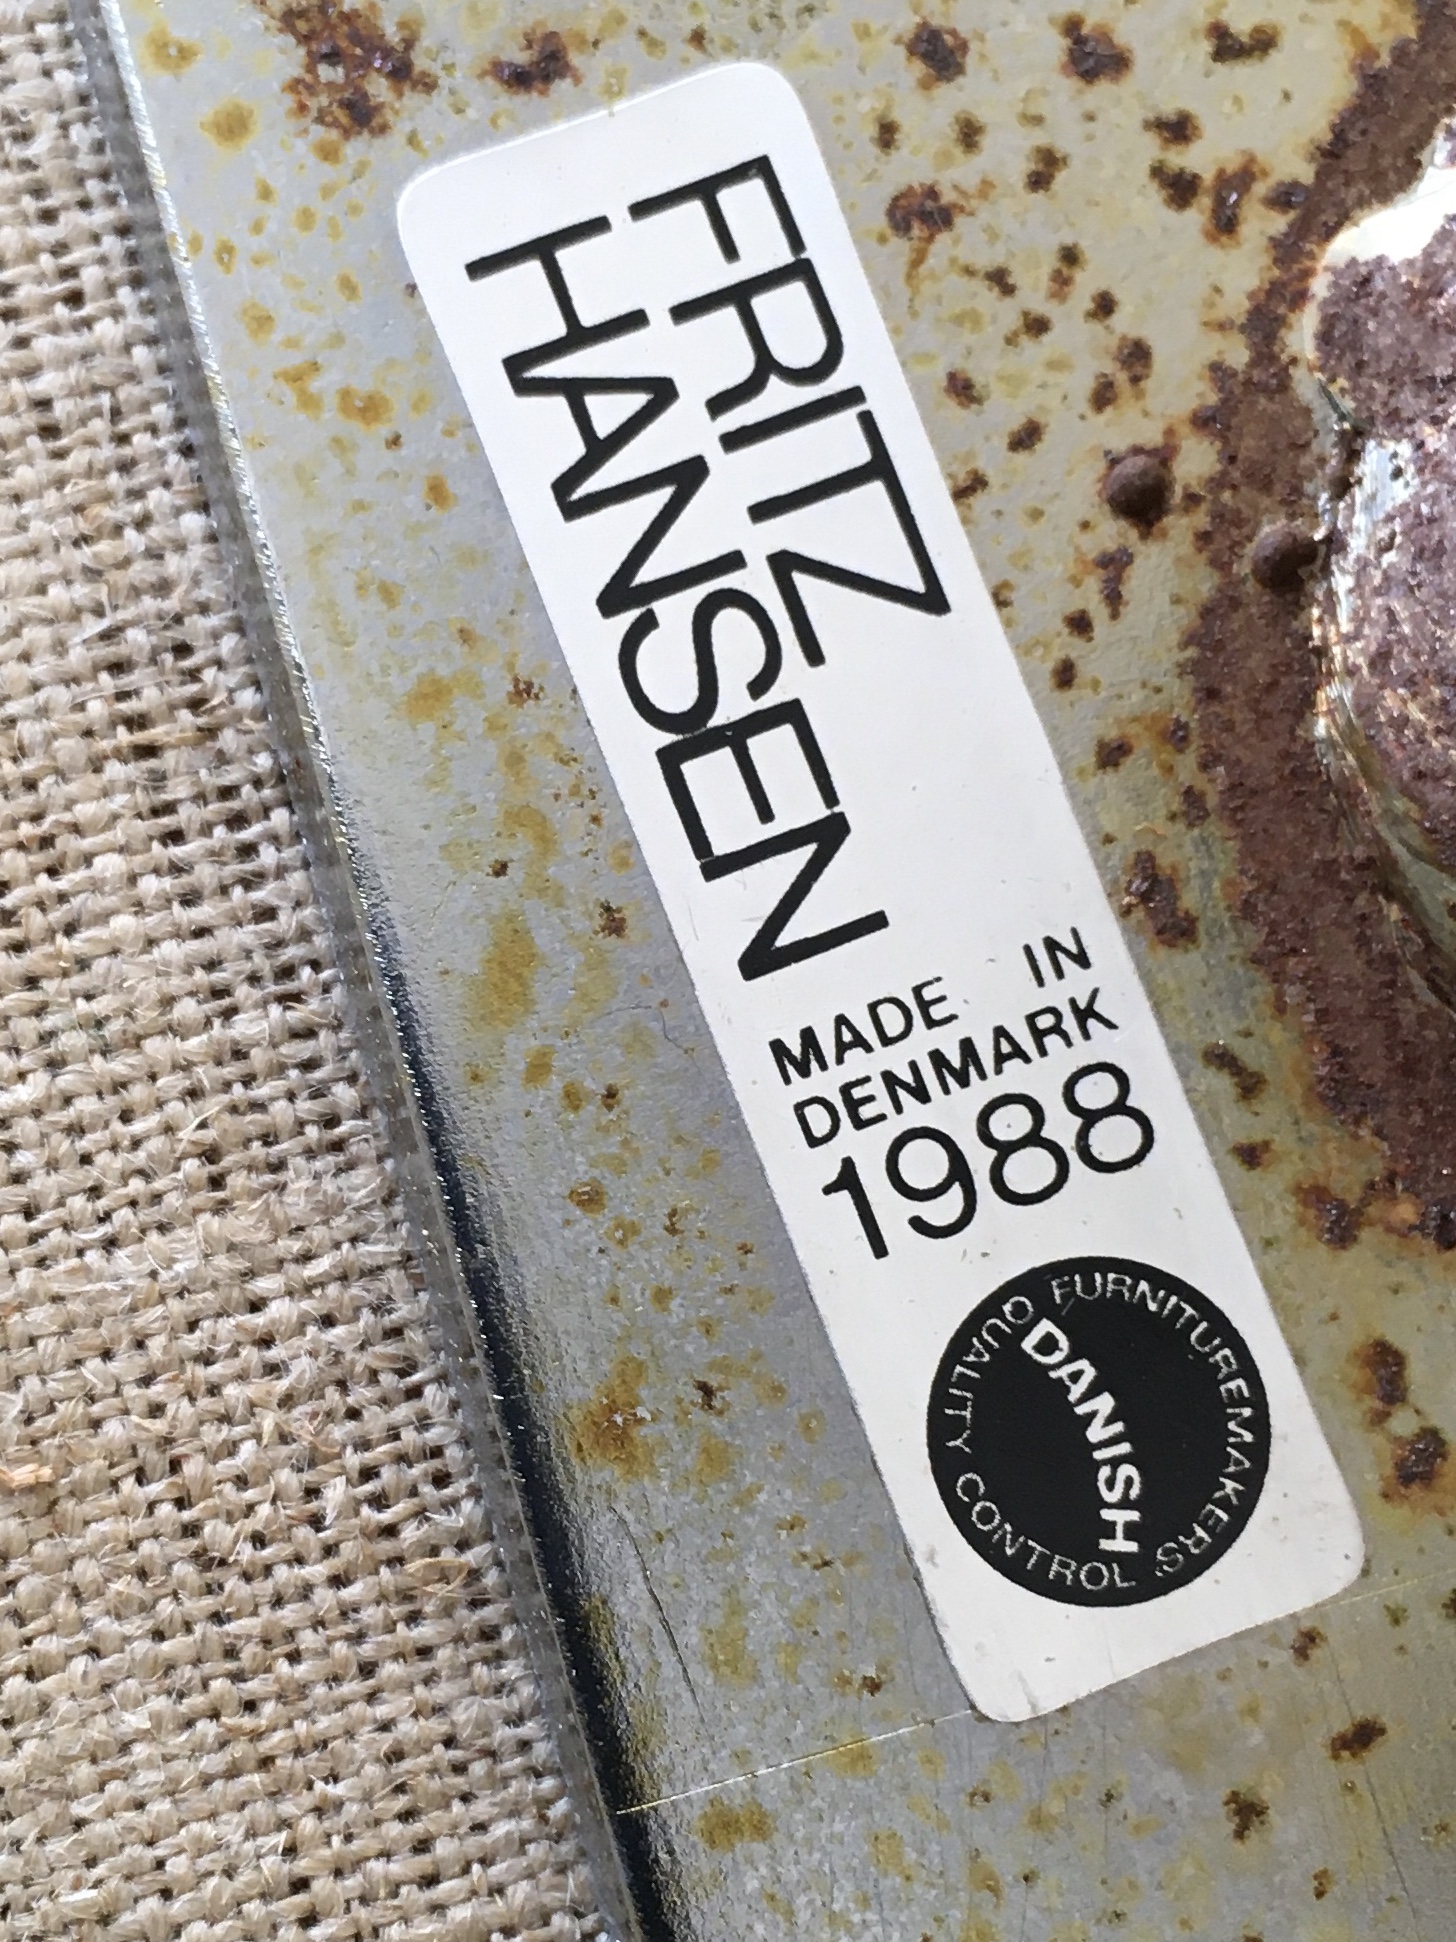 FRITZ
HANSEN
MADE IN
DENMARK
1988
DANISH
FURNITUREMAKERS'
QUALITY CONTROL